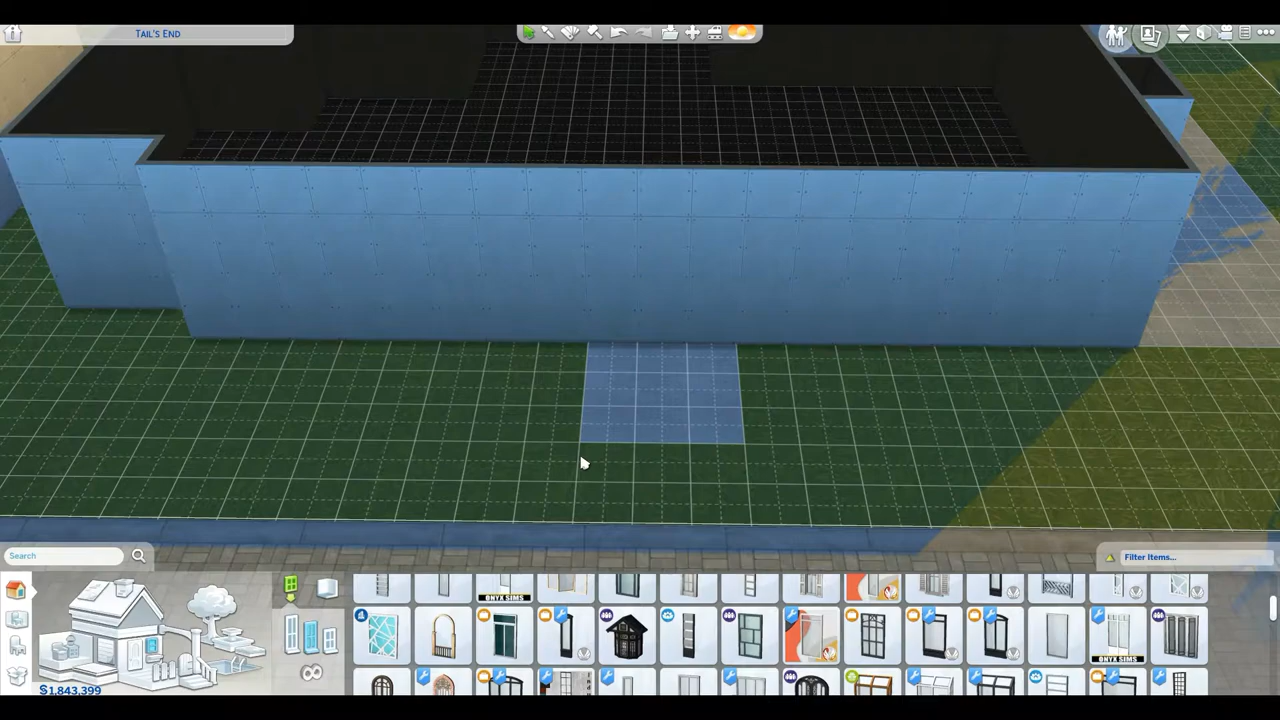 TAIL'S END
Search
Filter Items...
ONYX SIMS
ONYX SIMS
§1,843,399